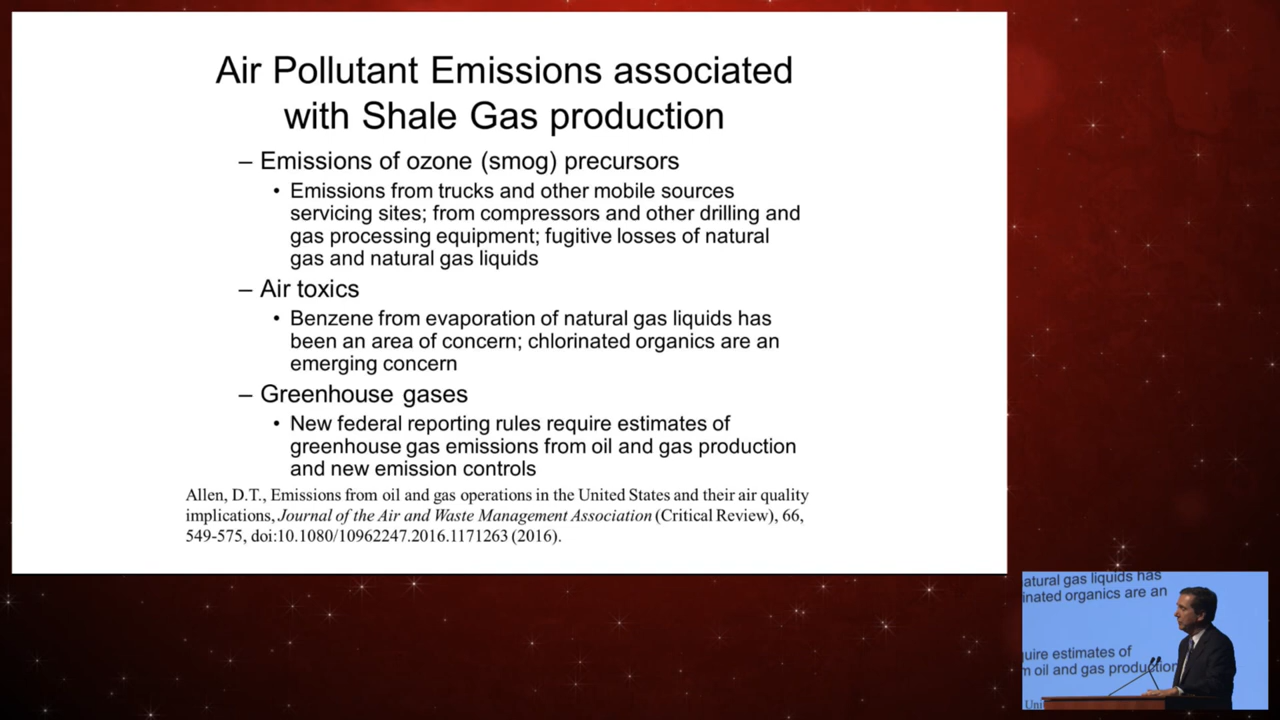 Air Pollutant Emissions associated
with Shale Gas production
– Emissions of ozone (smog) precursors
• Emissions from trucks and other mobile sources
servicing sites; from compressors and other drilling and
gas processing equipment; fugitive losses of natural
gas and natural gas liquids
– Air toxics
• Benzene from evaporation of natural gas liquids has
been an area of concern; chlorinated organics are an
emerging concern
– Greenhouse gases
• New federal reporting rules require estimates of
greenhouse gas emissions from oil and gas production
and new emission controls
Allen, D.T., Emissions from oil and gas operations in the United States and their air quality
implications, Journal of the Air and Waste Management Association (Critical Review), 66,
549-575, doi:10.1080/10962247.2016.1171263 (2016).
atural gas liquids has
inated organics are an
uire estimates of
m oil and gas production
Unit